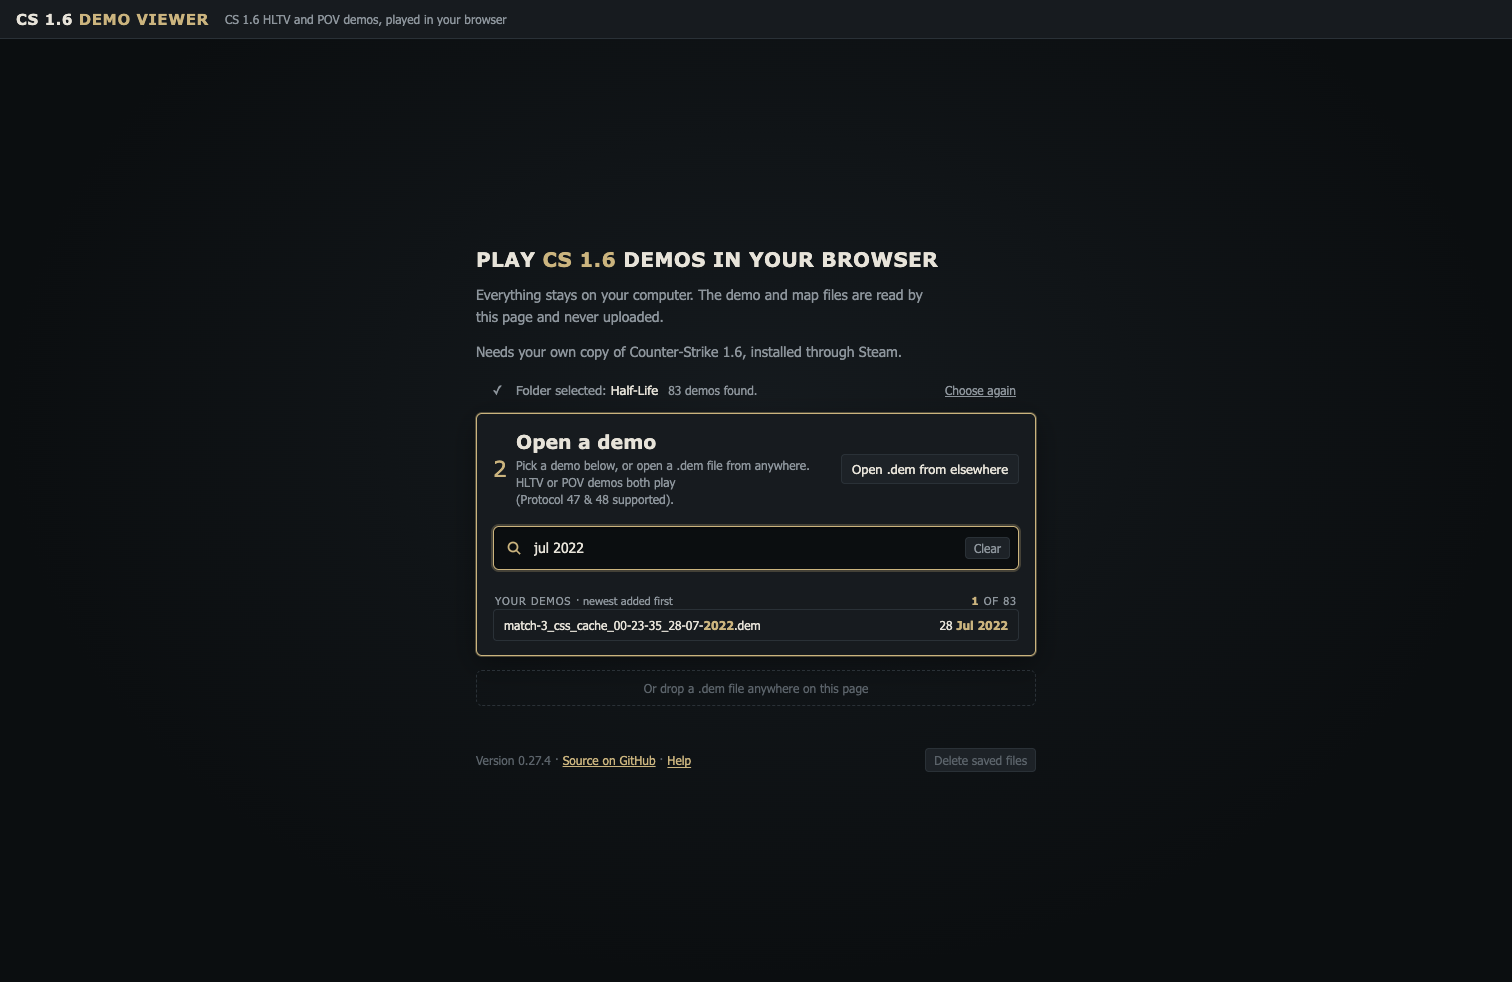 CS 1.6 DEMO VIEWER CS 1.6 HLTV and POV demos, played in your browser
PLAY CS 1.6 DEMOS IN YOUR BROWSER
Everything stays on your computer. The demo and map files are read by
this page and never uploaded.
Needs your own copy of Counter-Strike 1.6, installed through Steam.
✓ Folder selected: Half-Life 83 demos found. Choose again
Open a demo
2 Pick a demo below, or open a .dem file from anywhere.
HLTV or POV demos both play
(Protocol 47 & 48 supported).
Open .dem from elsewhere
jul 2022 Clear
YOUR DEMOS · newest added first 1 OF 83
match-3_css_cache_00-23-35_28-07-2022.dem 28 Jul 2022
Or drop a .dem file anywhere on this page
Version 0.27.4 · Source on GitHub · Help Delete saved files